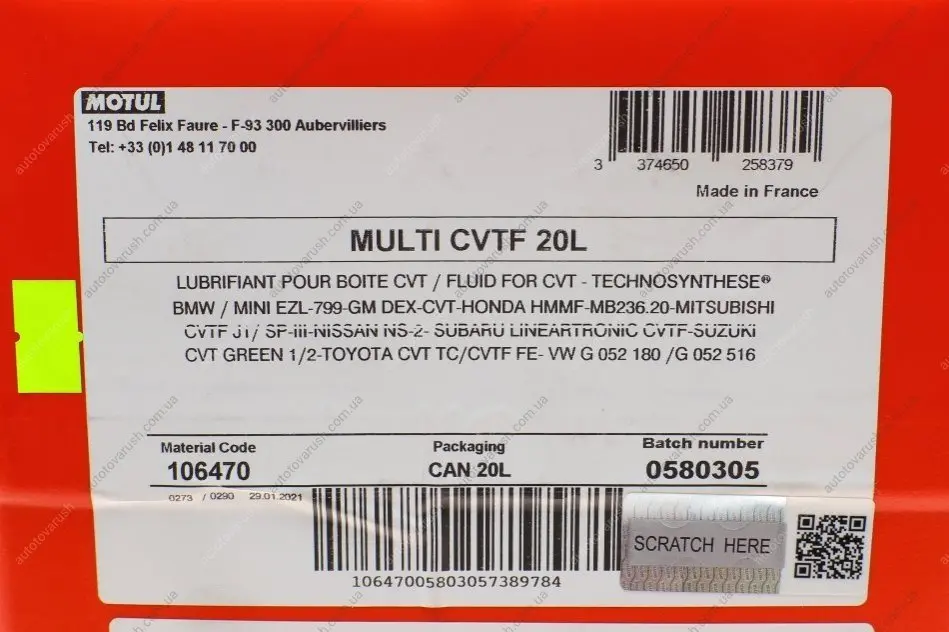 MOTUL
119 Bd Felix Faure - F-93 300 Aubervilliers
Tel: +33 (0)1 48 11 70 00
3 374650 258379
Made in France
MULTI CVTF 20L
LUBRIFIANT POUR BOITE CVT / FLUID FOR CVT - TECHNOSYNTHESE®
BMW / MINI EZL-799-GM DEX-CVT-HONDA HMMF-MB236.20-MITSUBISHI
CVTF J1/ SP-III-NISSAN NS-2- SUBARU LINEARTRONIC CVTF-SUZUKI
CVT GREEN 1/2-TOYOTA CVT TC/CVTF FE- VW G 052 180 /G 052 516
Material Code
106470
Packaging
CAN 20L
Batch number
0580305
0273 / 0290 29.01.2021
10647005803057389784
SCRATCH HERE
autotovarush.com.ua